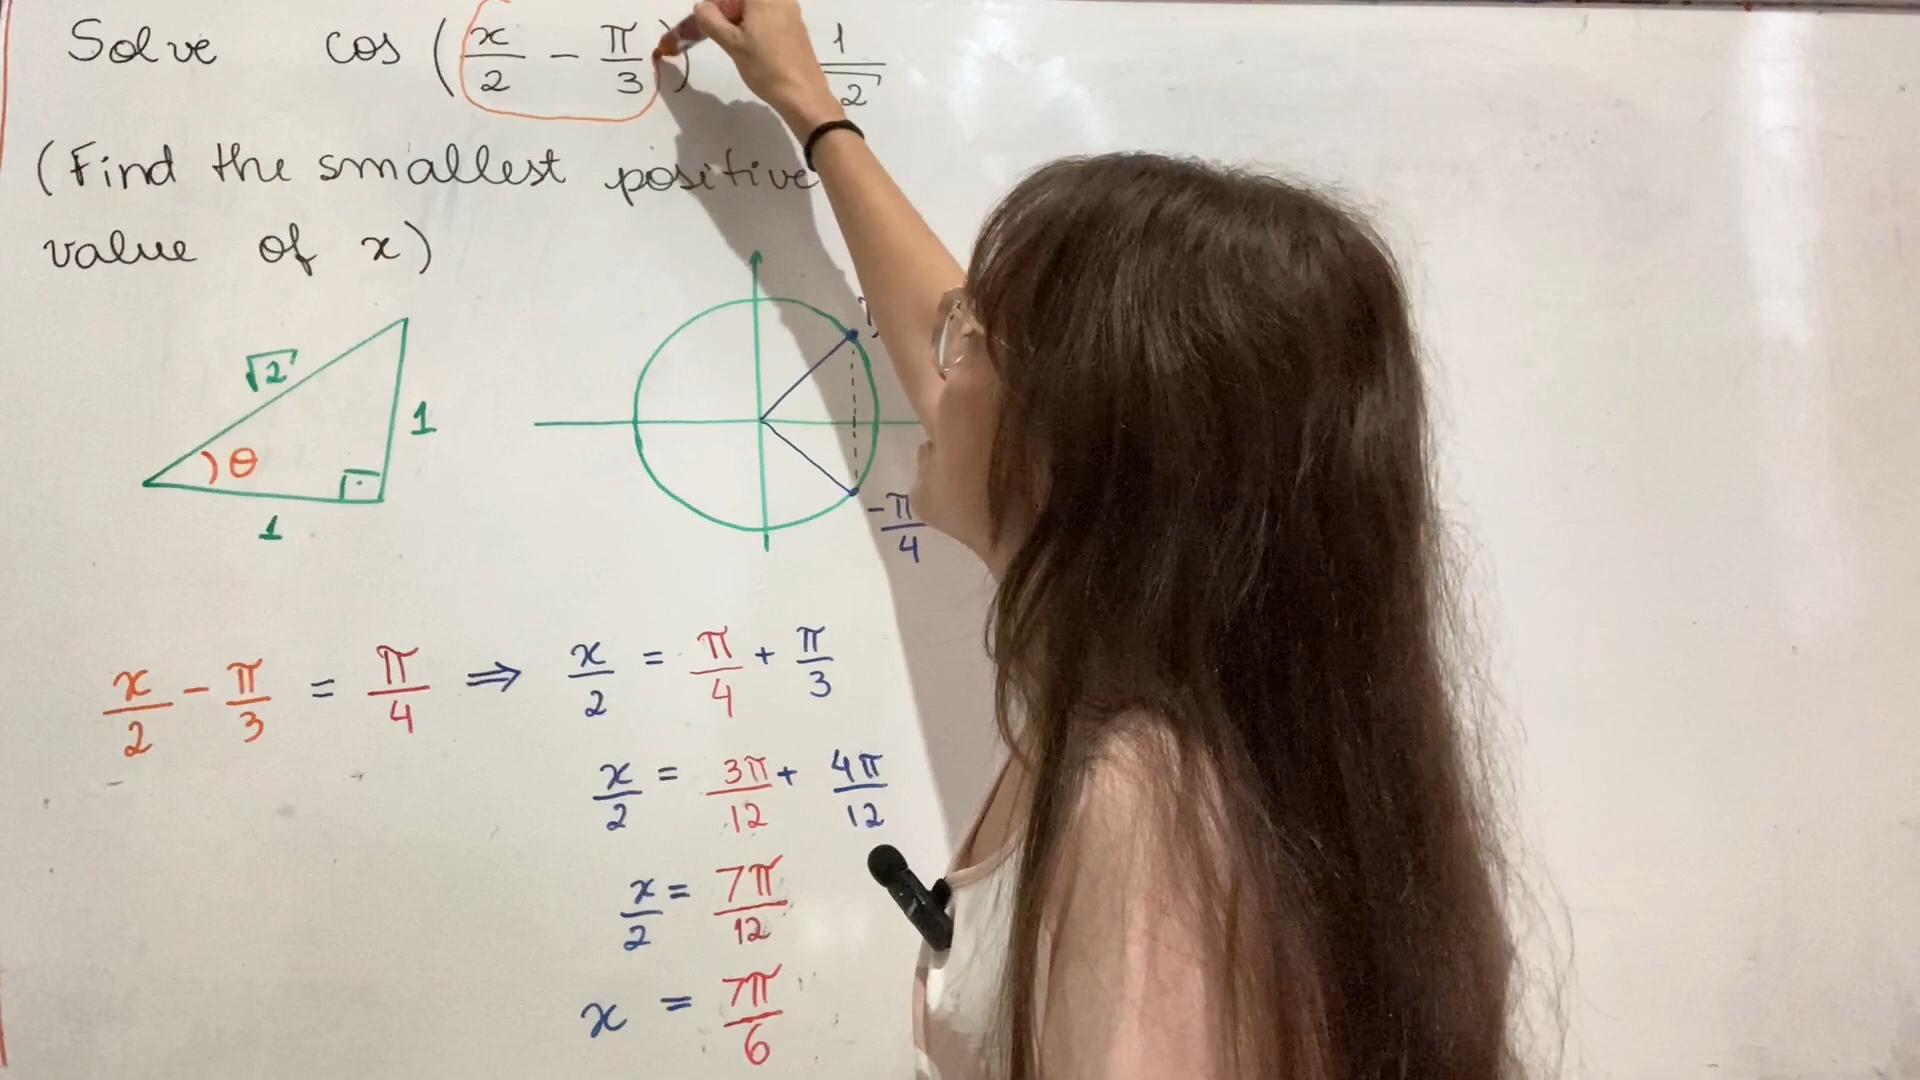 Solve cos (x/2 - π/3) 1/√2
(Find the smallest positive
value of x)
√2
1
θ
1
-π/4
x/2 - π/3 = π/4 ⇒ x/2 = π/4 + π/3
x/2 = 3π/12 + 4π/12
x/2 = 7π/12
x = 7π/6